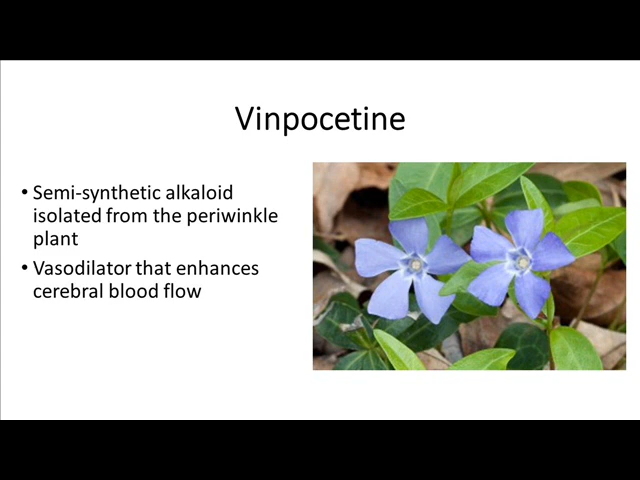 Vinpocetine
• Semi-synthetic alkaloid
isolated from the periwinkle
plant
• Vasodilator that enhances
cerebral blood flow